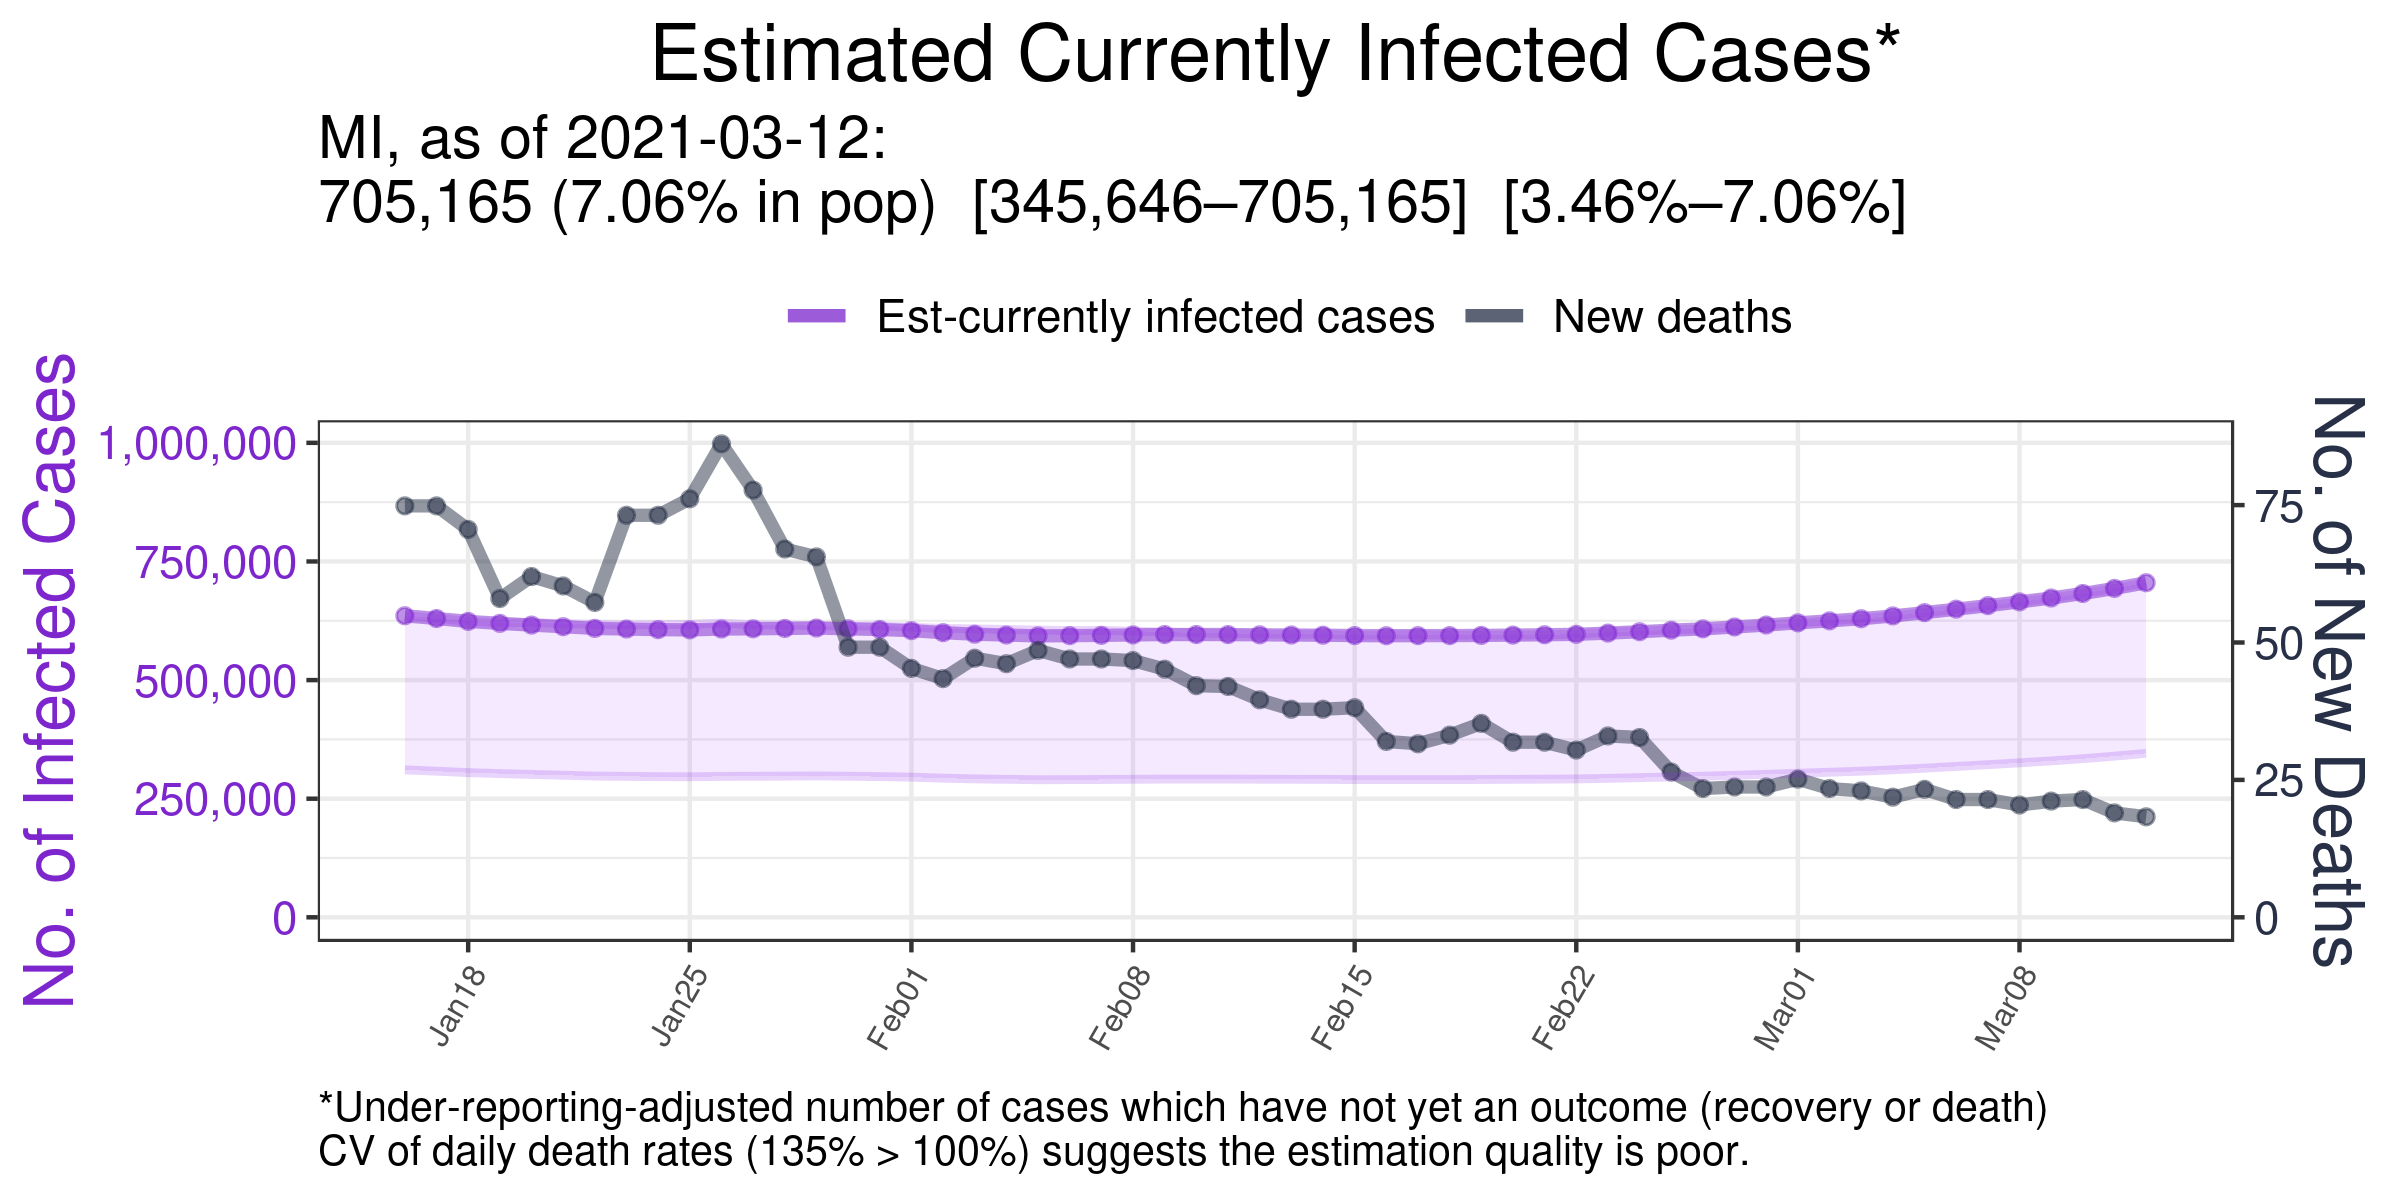 Estimated Currently Infected Cases*
MI, as of 2021-03-12:
705,165 (7.06% in pop)  [345,646–705,165]  [3.46%–7.06%]
Est-currently infected cases
New deaths
No. of Infected Cases
1,000,000
750,000
500,000
250,000
0
75
50
25
0
No. of New Deaths
Jan18
Jan25
Feb01
Feb08
Feb15
Feb22
Mar01
Mar08
*Under-reporting-adjusted number of cases which have not yet an outcome (recovery or death)
CV of daily death rates (135% > 100%) suggests the estimation quality is poor.